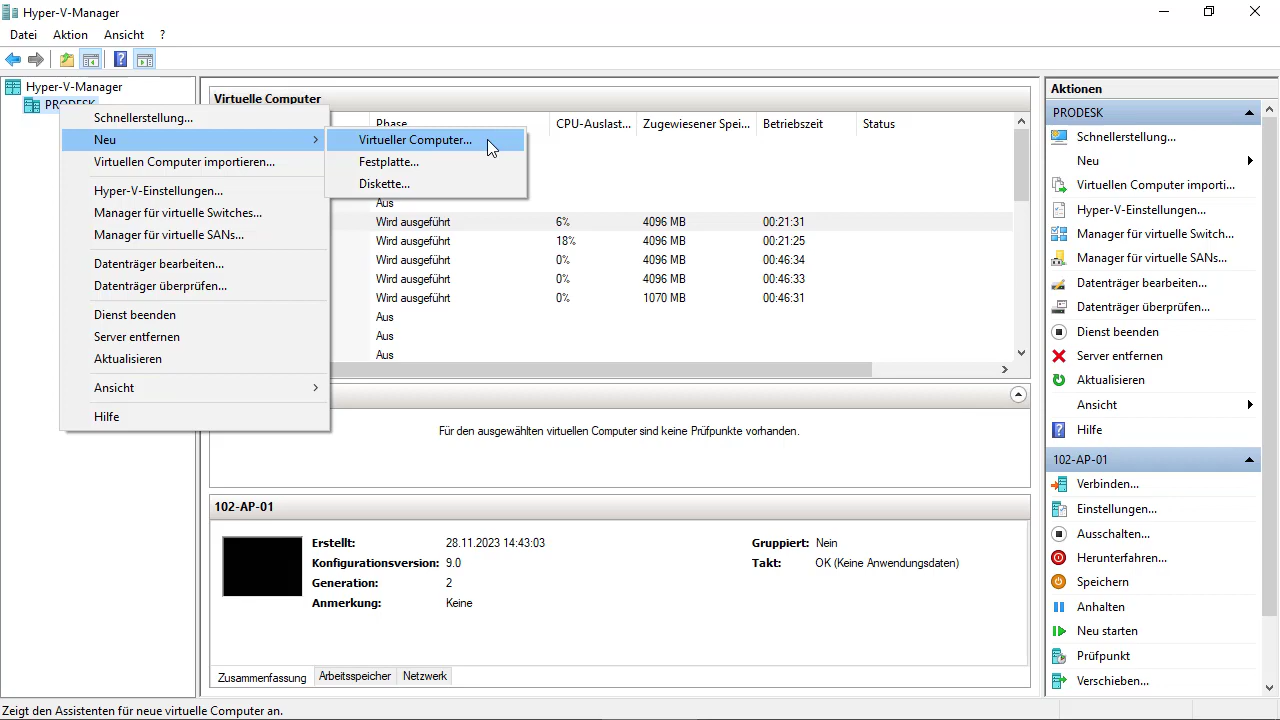 Hyper-V-Manager
Datei Aktion Ansicht ?
Hyper-V-Manager
PRODESK
Schnellerstellung...
Neu
Virtuellen Computer importieren...
Hyper-V-Einstellungen...
Manager für virtuelle Switches...
Manager für virtuelle SANs...
Datenträger bearbeiten...
Datenträger überprüfen...
Dienst beenden
Server entfernen
Aktualisieren
Ansicht
Hilfe
Virtueller Computer...
Festplatte...
Diskette...
Virtuelle Computer
Phase CPU-Auslast... Zugewiesener Spei... Betriebszeit Status
Aus
Wird ausgeführt 6% 4096 MB 00:21:31
Wird ausgeführt 18% 4096 MB 00:21:25
Wird ausgeführt 0% 4096 MB 00:46:34
Wird ausgeführt 0% 4096 MB 00:46:33
Wird ausgeführt 0% 1070 MB 00:46:31
Aus
Aus
Aus
Für den ausgewählten virtuellen Computer sind keine Prüfpunkte vorhanden.
102-AP-01
Erstellt: 28.11.2023 14:43:03 Gruppiert: Nein
Konfigurationsversion: 9.0 Takt: OK (Keine Anwendungsdaten)
Generation: 2
Anmerkung: Keine
Zusammenfassung Arbeitsspeicher Netzwerk
Aktionen
PRODESK
Schnellerstellung...
Neu
Virtuellen Computer importi...
Hyper-V-Einstellungen...
Manager für virtuelle Switch...
Manager für virtuelle SANs...
Datenträger bearbeiten...
Datenträger überprüfen...
Dienst beenden
Server entfernen
Aktualisieren
Ansicht
Hilfe
102-AP-01
Verbinden...
Einstellungen...
Ausschalten...
Herunterfahren...
Speichern
Anhalten
Neu starten
Prüfpunkt
Verschieben...
Zeigt den Assistenten für neue virtuelle Computer an.